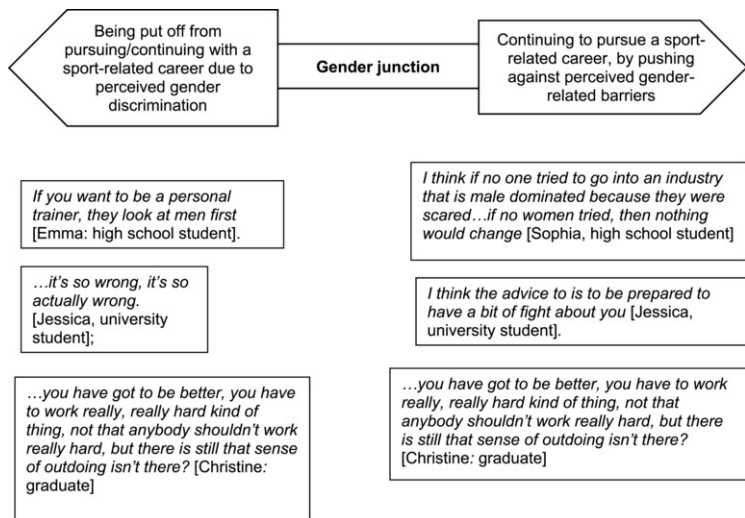 Being put off from
pursuing/continuing with a
sport-related career due to
perceived gender
discrimination
Gender junction
Continuing to pursue a sport-
related career, by pushing
against perceived gender-
related barriers
If you want to be a personal
trainer, they look at men first
[Emma: high school student].
…it's so wrong, it's so
actually wrong.
[Jessica, university
student];
…you have got to be better, you have
to work really, really hard kind of
thing, not that anybody shouldn't work
really hard, but there is still that sense
of outdoing isn't there? [Christine:
graduate]
I think if no one tried to go into an industry
that is male dominated because they were
scared…if no women tried, then nothing
would change [Sophia, high school student]
I think the advice to is to be prepared to
have a bit of fight about you [Jessica,
university student].
…you have got to be better, you have to work
really, really hard kind of thing, not that
anybody shouldn't work really hard, but there
is still that sense of outdoing isn't there?
[Christine: graduate]